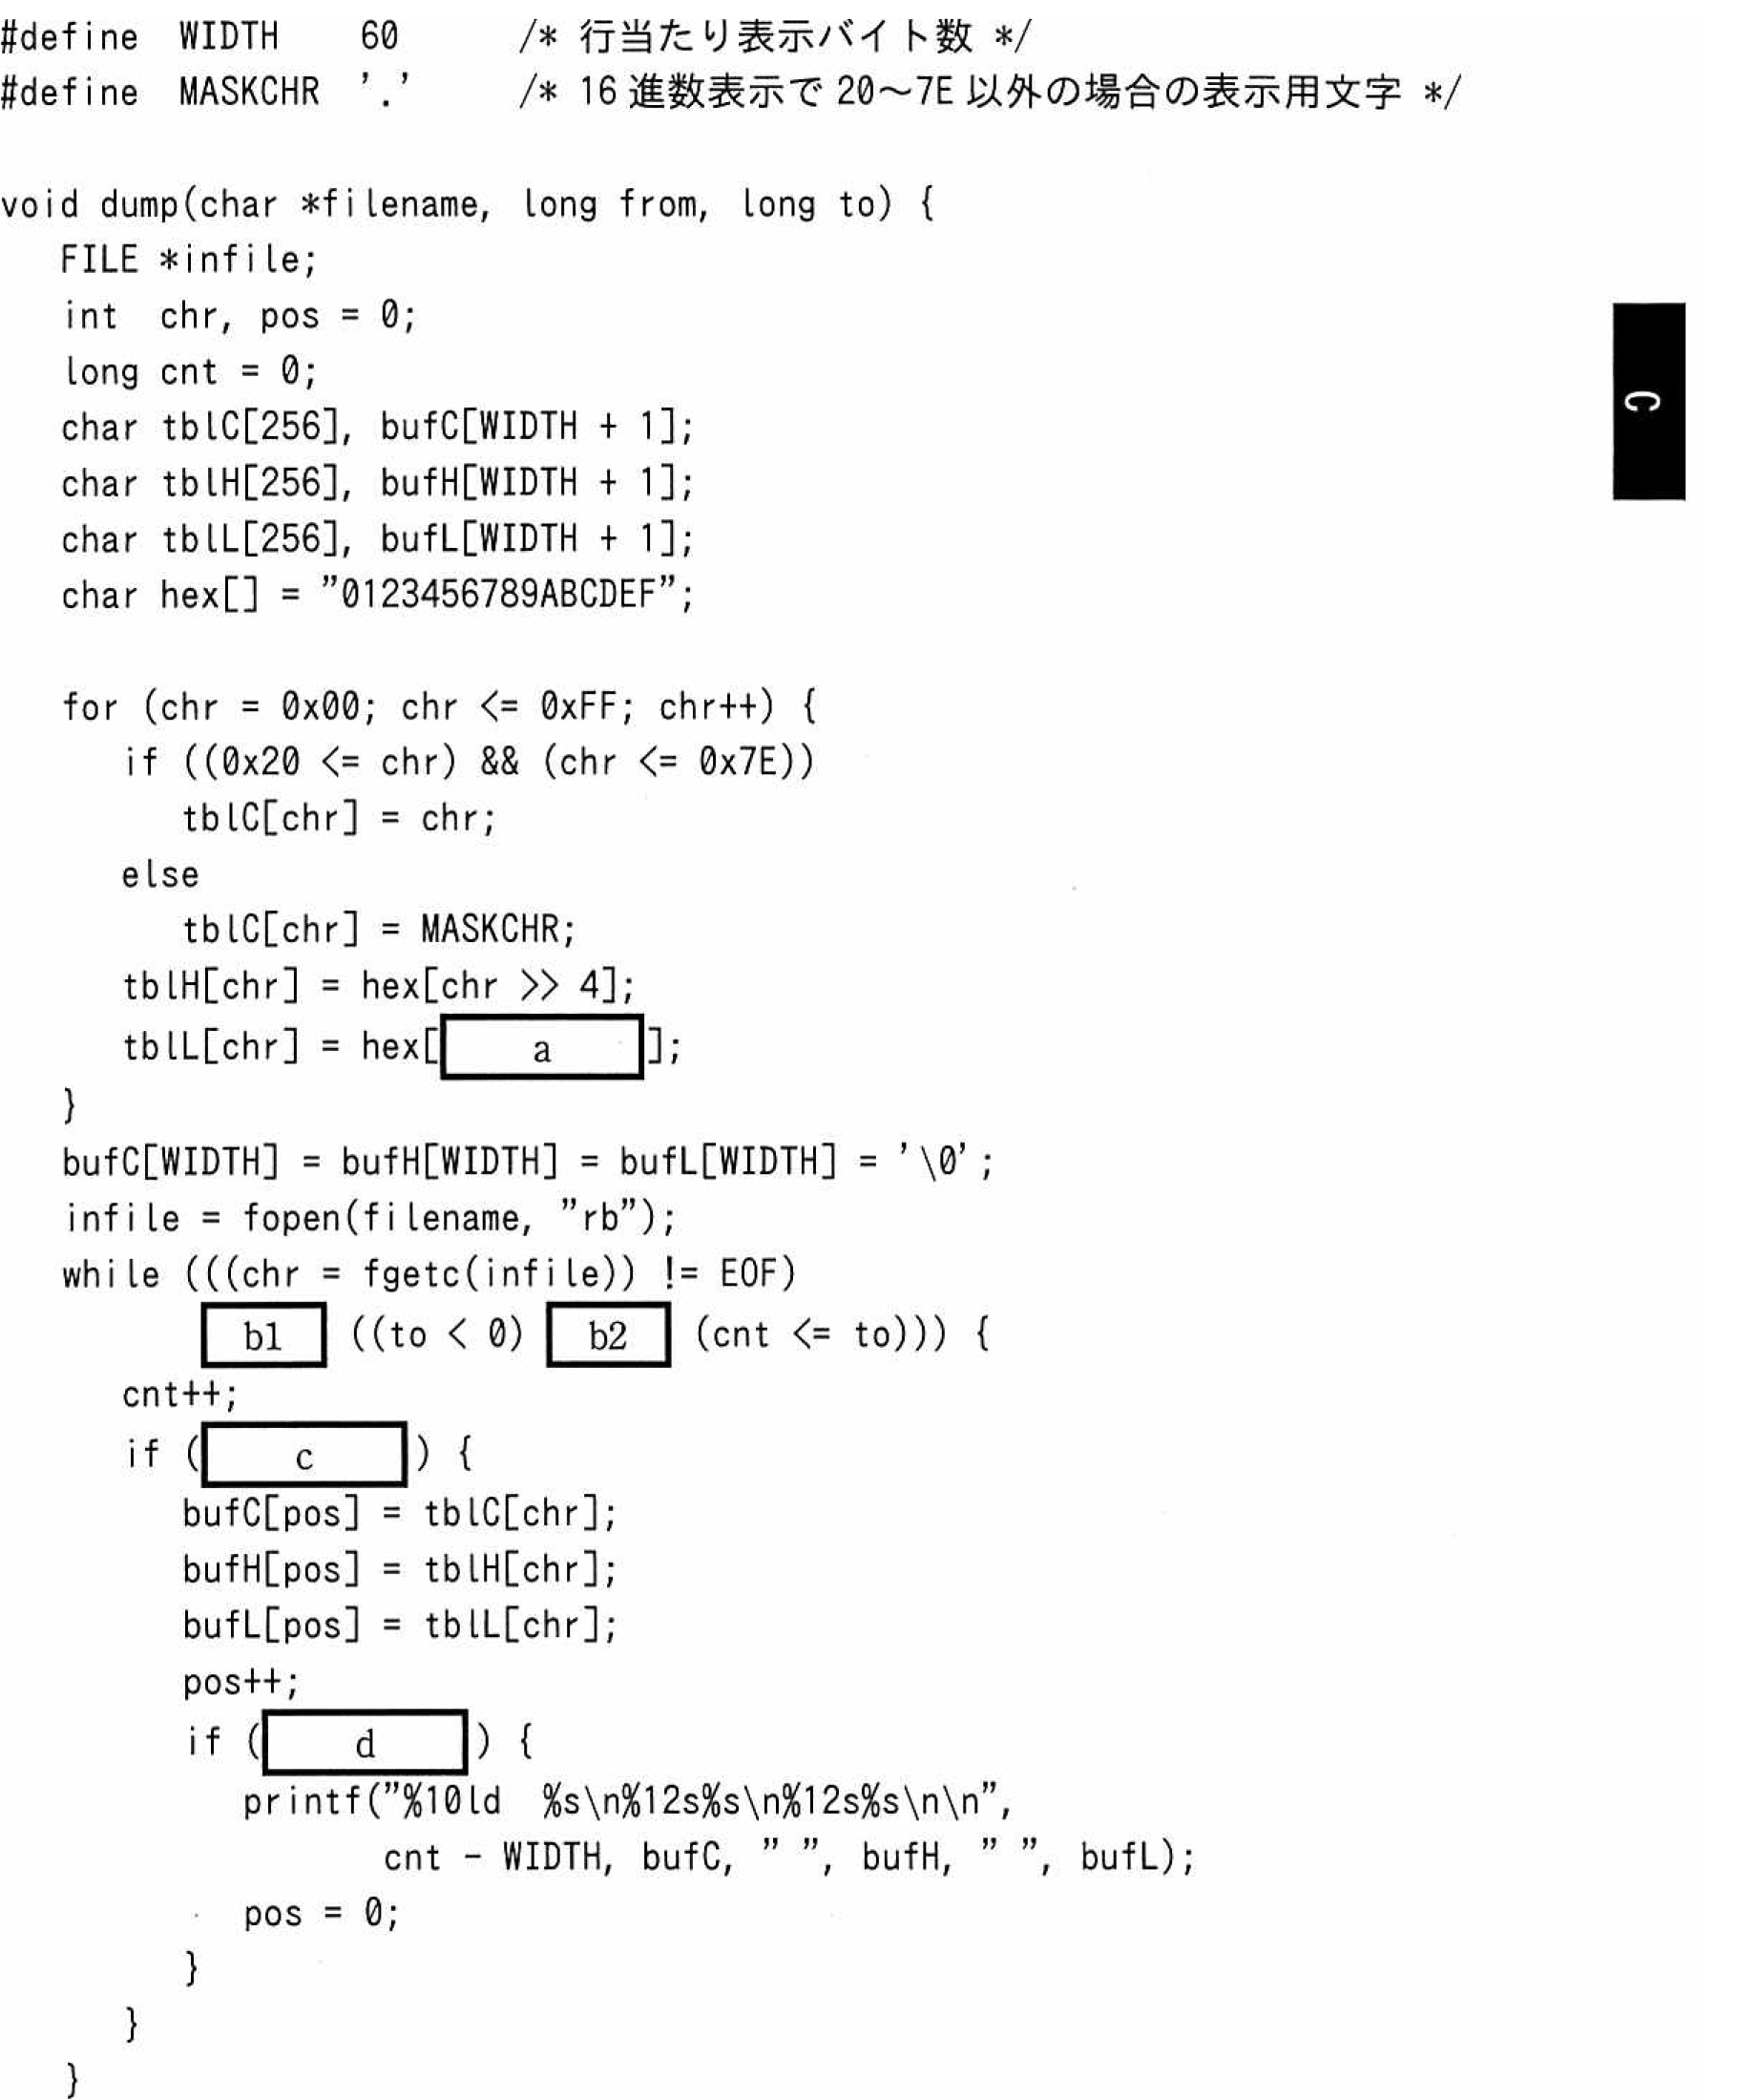 #define  WIDTH    60      /* 行当たり表示バイト数 */
#define  MASKCHR  '.'     /* 16 進数表示で 20～7E 以外の場合の表示用文字 */

void dump(char *filename, long from, long to) {
   FILE *infile;
   int  chr, pos = 0;
   long cnt = 0;
   char tblC[256], bufC[WIDTH + 1];
   char tblH[256], bufH[WIDTH + 1];
   char tblL[256], bufL[WIDTH + 1];
   char hex[] = "0123456789ABCDEF";

   for (chr = 0x00; chr <= 0xFF; chr++) {
      if ((0x20 <= chr) && (chr <= 0x7E))
         tblC[chr] = chr;
      else
         tblC[chr] = MASKCHR;
      tblH[chr] = hex[chr >> 4];
      tblL[chr] = hex[ a ];
   }
   bufC[WIDTH] = bufH[WIDTH] = bufL[WIDTH] = '\0';
   infile = fopen(filename, "rb");
   while (((chr = fgetc(infile)) != EOF)
          b1 ((to < 0) b2 (cnt <= to))) {
      cnt++;
      if ( c ) {
         bufC[pos] = tblC[chr];
         bufH[pos] = tblH[chr];
         bufL[pos] = tblL[chr];
         pos++;
         if ( d ) {
            printf("%10ld  %s\n%12s%s\n%12s%s\n\n",
                   cnt - WIDTH, bufC, " ", bufH, " ", bufL);
            pos = 0;
         }
      }
   }
C